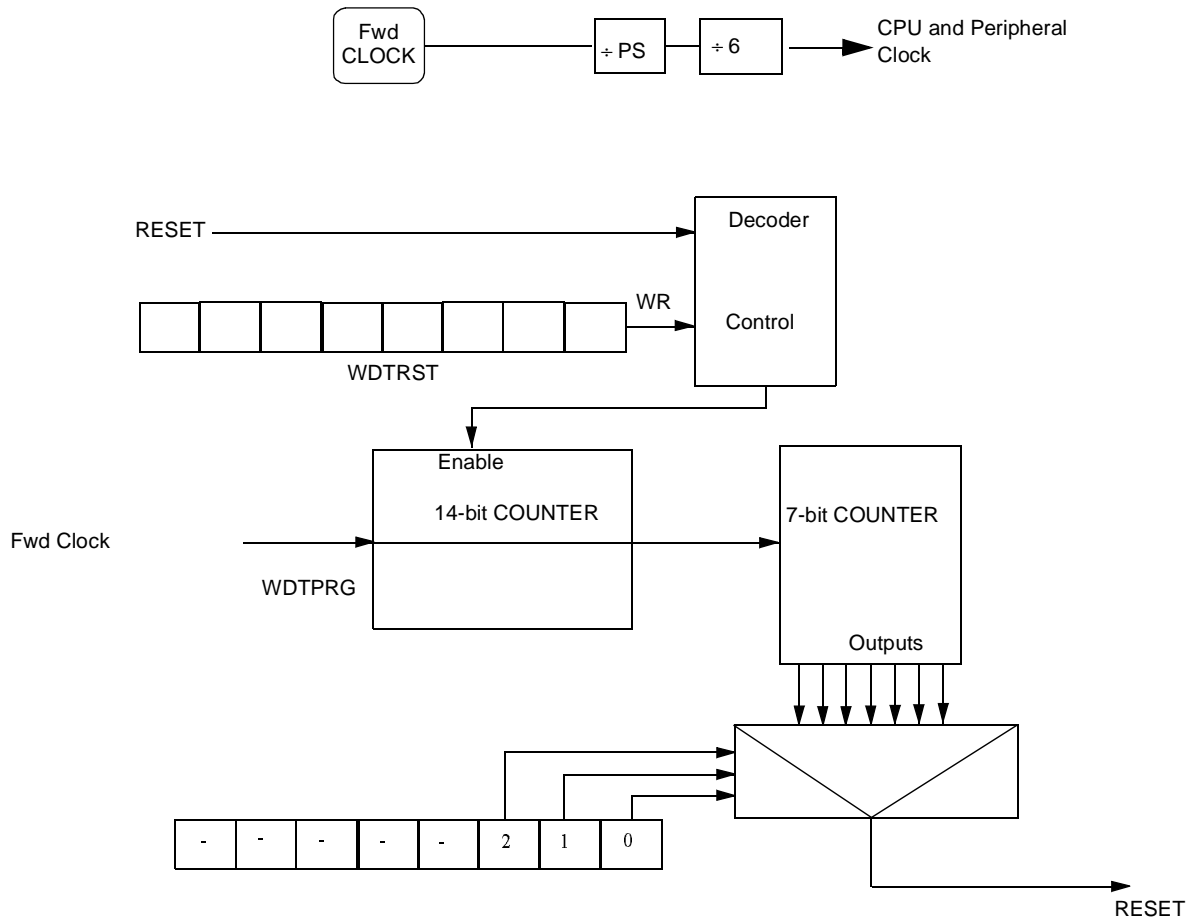 Fwd
CLOCK
÷ PS
÷ 6
CPU and Peripheral
Clock
RESET
Decoder
WR
Control
WDTRST
Enable
14-bit COUNTER
7-bit COUNTER
Fwd Clock
WDTPRG
Outputs
- - - - - 2 1 0
RESET